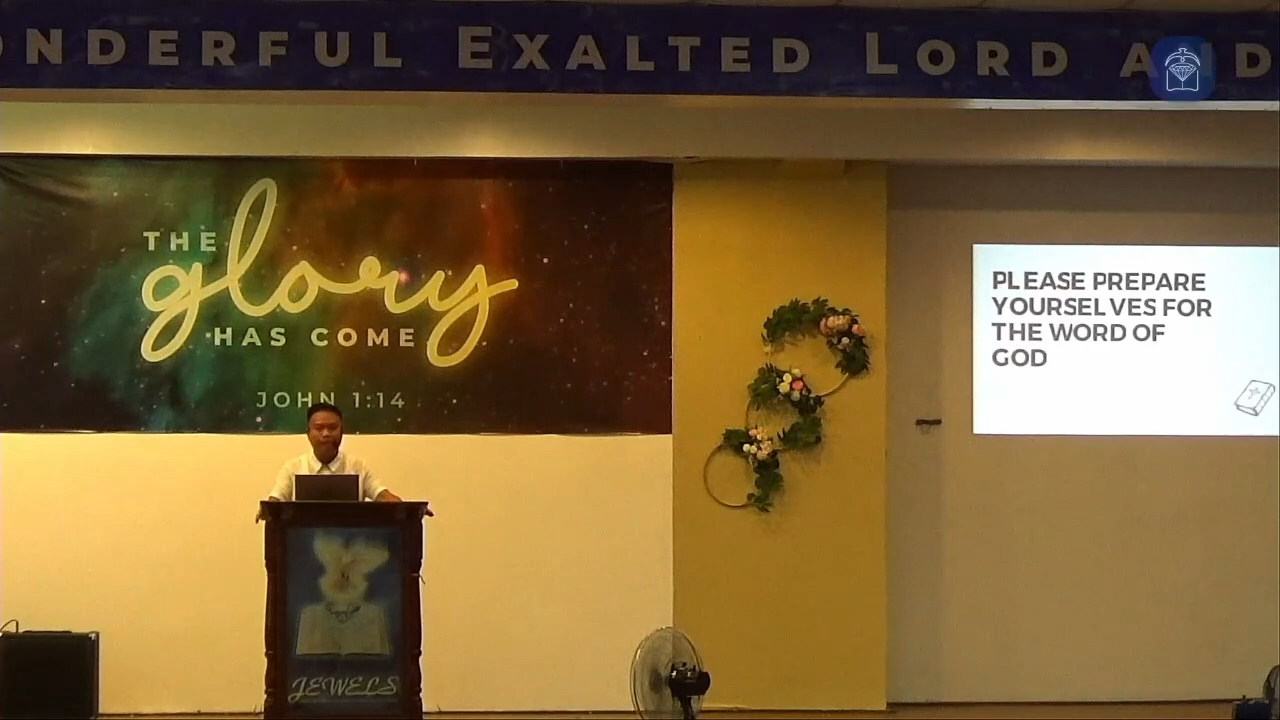 ONDERFUL EXALTED LORD AND
THE
glory
HAS COME
JOHN 1:14
PLEASE PREPARE
YOURSELVES FOR
THE WORD OF
GOD
JEWELS